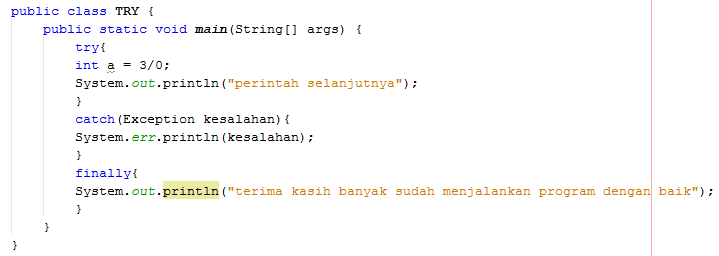 public class TRY {
public static void main(String[] args) {
try{
int a = 3/0;
System.out.println("perintah selanjutnya");
}
catch(Exception kesalahan){
System.err.println(kesalahan);
}
finally{
System.out.println("terima kasih banyak sudah menjalankan program dengan baik");
}
}
}